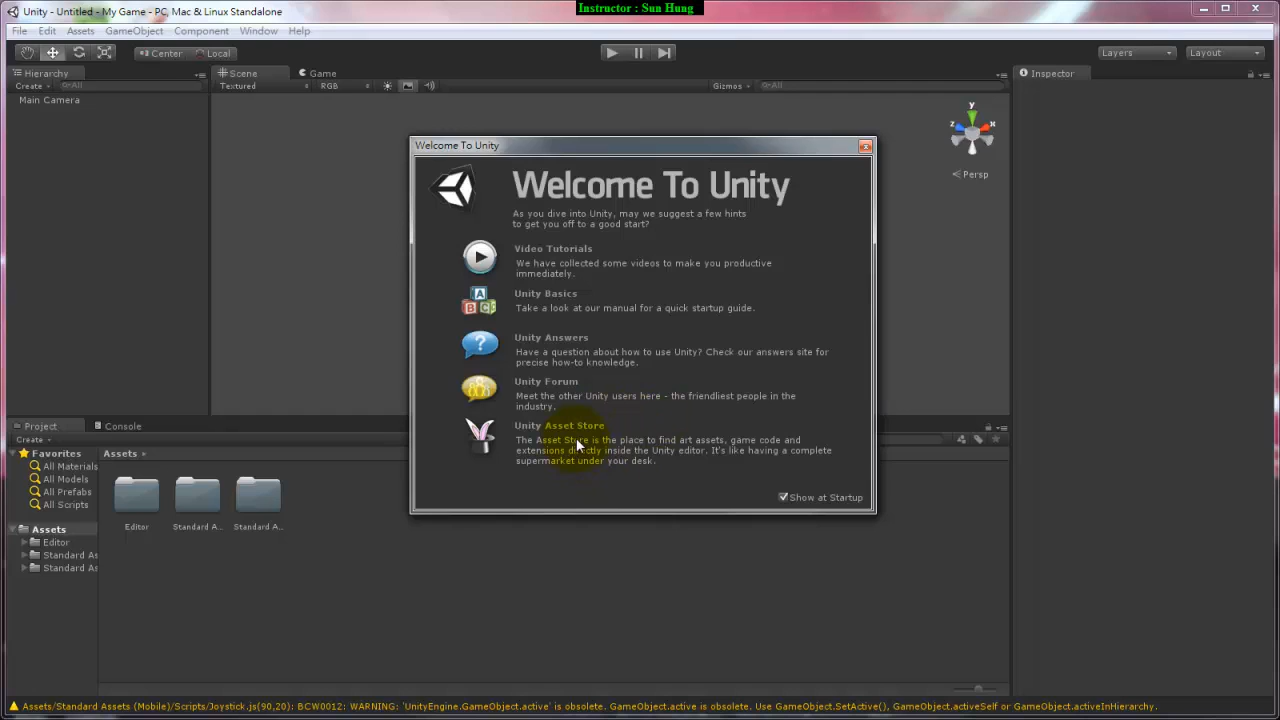 Unity - Untitled - My Game - PC, Mac & Linux Standalone
Instructor : Sun Hung
File Edit Assets GameObject Component Window Help
Center Local Layers Layout
Hierarchy Scene Game Inspector
Create All Textured RGB Gizmos All
Main Camera
y
z x
Persp
Welcome To Unity
Welcome To Unity
As you dive into Unity, may we suggest a few hints
to get you off to a good start?
Video Tutorials
We have collected some videos to make you productive
immediately.
A
B C
Unity Basics
Take a look at our manual for a quick startup guide.
?
Unity Answers
Have a question about how to use Unity? Check our answers site for
precise how-to knowledge.
Unity Forum
Meet the other Unity users here - the friendliest people in the
industry.
Unity Asset Store
The Asset Store is the place to find art assets, game code and
extensions directly inside the Unity editor. It's like having a complete
supermarket under your desk.
Show at Startup
Project Console
Create
Favorites
All Materials
All Models
All Prefabs
All Scripts
Assets
Editor
Standard As
Standard As
Assets
Editor Standard A... Standard A...
Assets/Standard Assets (Mobile)/Scripts/Joystick.js(90,20): BCW0012: WARNING: 'UnityEngine.GameObject.active' is obsolete. GameObject.active is obsolete. Use GameObject.SetActive(), GameObject.activeSelf or GameObject.activeInHierarchy.